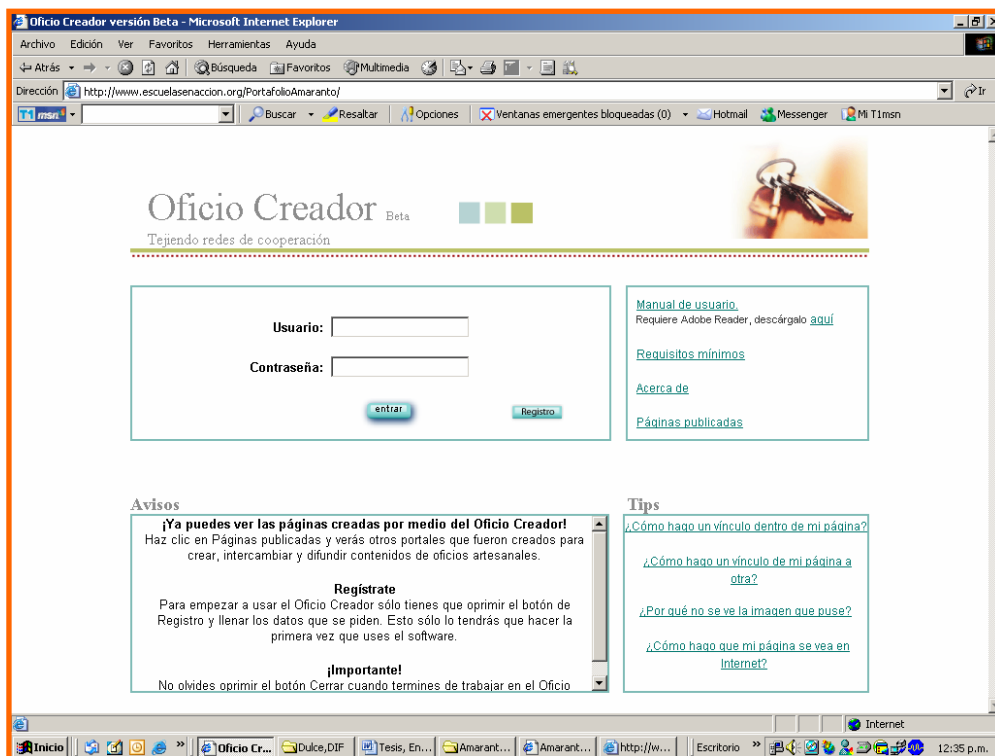 Oficio Creador versión Beta - Microsoft Internet Explorer
Archivo Edición Ver Favoritos Herramientas Ayuda
Atrás Búsqueda Favoritos Multimedia
Dirección http://www.escuelasenaccion.org/PortafolioAmaranto/ Ir
T1 msn Buscar Resaltar Opciones Ventanas emergentes bloqueadas (0) Hotmail Messenger Mi T1msn
Oficio Creador Beta
Tejiendo redes de cooperación
Usuario:
Contraseña:
entrar Registro
Manual de usuario.
Requiere Adobe Reader, descárgalo aquí
Requisitos mínimos
Acerca de
Páginas publicadas
Avisos
¡Ya puedes ver las páginas creadas por medio del Oficio Creador!
Haz clic en Páginas publicadas y verás otros portales que fueron creados para
crear, intercambiar y difundir contenidos de oficios artesanales.
Regístrate
Para empezar a usar el Oficio Creador sólo tienes que oprimir el botón de
Registro y llenar los datos que se piden. Esto sólo lo tendrás que hacer la
primera vez que uses el software.
¡Importante!
No olvides oprimir el botón Cerrar cuando termines de trabajar en el Oficio
Tips
¿Cómo hago un vínculo dentro de mi página?
¿Cómo hago un vínculo de mi página a
otra?
¿Por qué no se ve la imagen que puse?
¿Cómo hago que mi página se vea en
Internet?
Internet
Inicio » Oficio Cr... Dulce,DIF Tesis, En... Amarant... Amarant... http://w... Escritorio » 12:35 p.m.